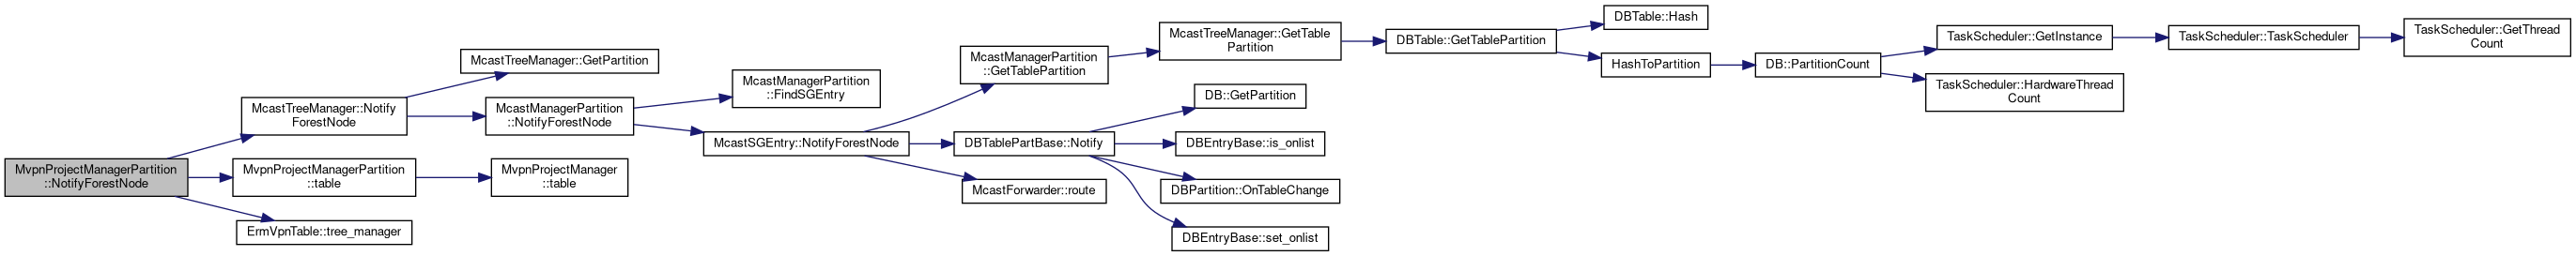 MvpnProjectManagerPartition
::NotifyForestNode
McastTreeManager::Notify
ForestNode
McastTreeManager::GetPartition
McastManagerPartition
::NotifyForestNode
McastManagerPartition
::FindSGEntry
McastSGEntry::NotifyForestNode
McastManagerPartition
::GetTablePartition
McastTreeManager::GetTable
Partition
DBTable::GetTablePartition
DBTable::Hash
HashToPartition
DB::PartitionCount
TaskScheduler::GetInstance
TaskScheduler::TaskScheduler
TaskScheduler::GetThread
Count
TaskScheduler::HardwareThread
Count
DBTablePartBase::Notify
DB::GetPartition
DBEntryBase::is_onlist
DBPartition::OnTableChange
DBEntryBase::set_onlist
McastForwarder::route
MvpnProjectManagerPartition
::table
MvpnProjectManager
::table
ErmVpnTable::tree_manager